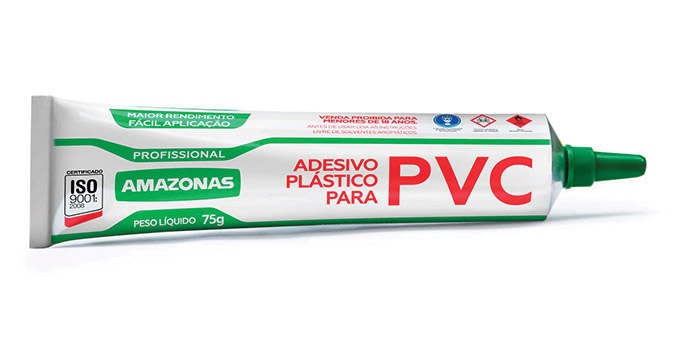 MAIOR RENDIMENTO
FÁCIL APLICAÇÃO
PROFISSIONAL
CERTIFICADO
ISO
9001:
2008
AMAZONAS
PESO LÍQUIDO 75g
VENDA PROIBIDA PARA
MENORES DE 18 ANOS.
ANTES DE USAR LEIA AS INSTRUÇÕES.
LIVRE DE SOLVENTES AROMÁTICOS.
ADESIVO
PLÁSTICO
PARA
PVC